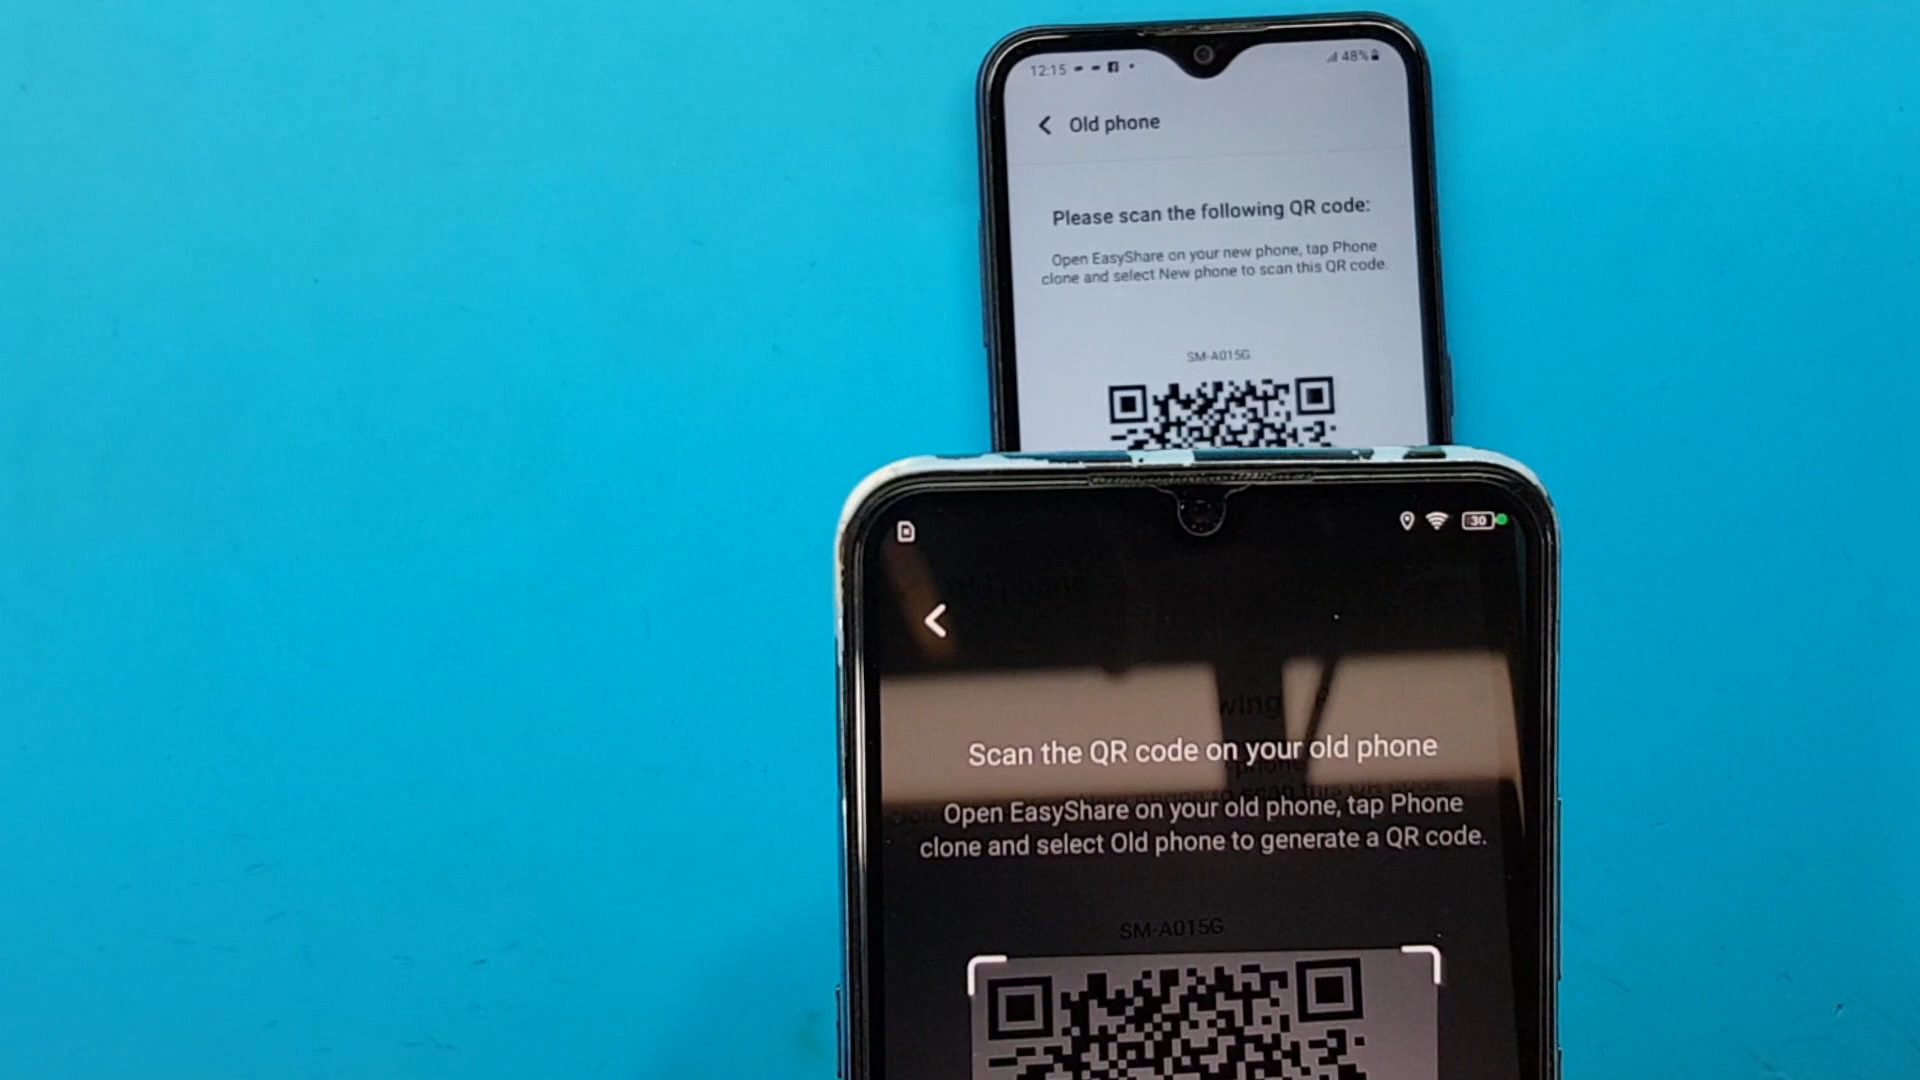 12:15
48%
Old phone
Please scan the following QR code:
Open EasyShare on your new phone, tap Phone
clone and select New phone to scan this QR code.
SM-A015G
30
Scan the QR code on your old phone
Open EasyShare on your old phone, tap Phone
clone and select Old phone to generate a QR code.
SM-A015G